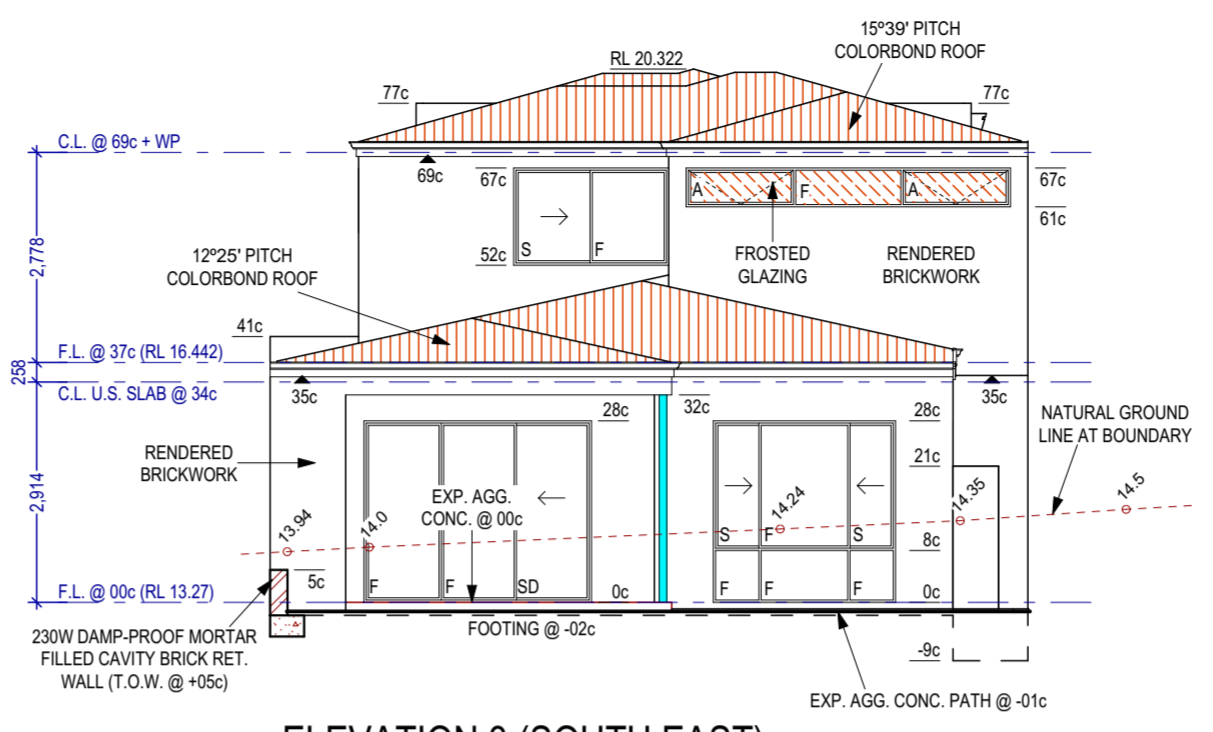 15º39' PITCH
COLORBOND ROOF
RL 20.322
77c
77c
C.L. @ 69c + WP
69c
67c
67c
A
F
A
61c
S
F
52c
FROSTED
GLAZING
RENDERED
BRICKWORK
2,778
12º25' PITCH
COLORBOND ROOF
41c
F.L. @ 37c (RL 16.442)
258
C.L. U.S. SLAB @ 34c
35c
35c
32c
28c
28c
NATURAL GROUND
LINE AT BOUNDARY
21c
RENDERED
BRICKWORK
2,914
EXP. AGG.
CONC. @ 00c
13.94
14.0
14.24
14.35
14.5
S
F
S
8c
5c
F
F
SD
0c
F
F
F
0c
F.L. @ 00c (RL 13.27)
FOOTING @ -02c
230W DAMP-PROOF MORTAR
FILLED CAVITY BRICK RET.
WALL (T.O.W. @ +05c)
-9c
EXP. AGG. CONC. PATH @ -01c
(SOUTH EAST)